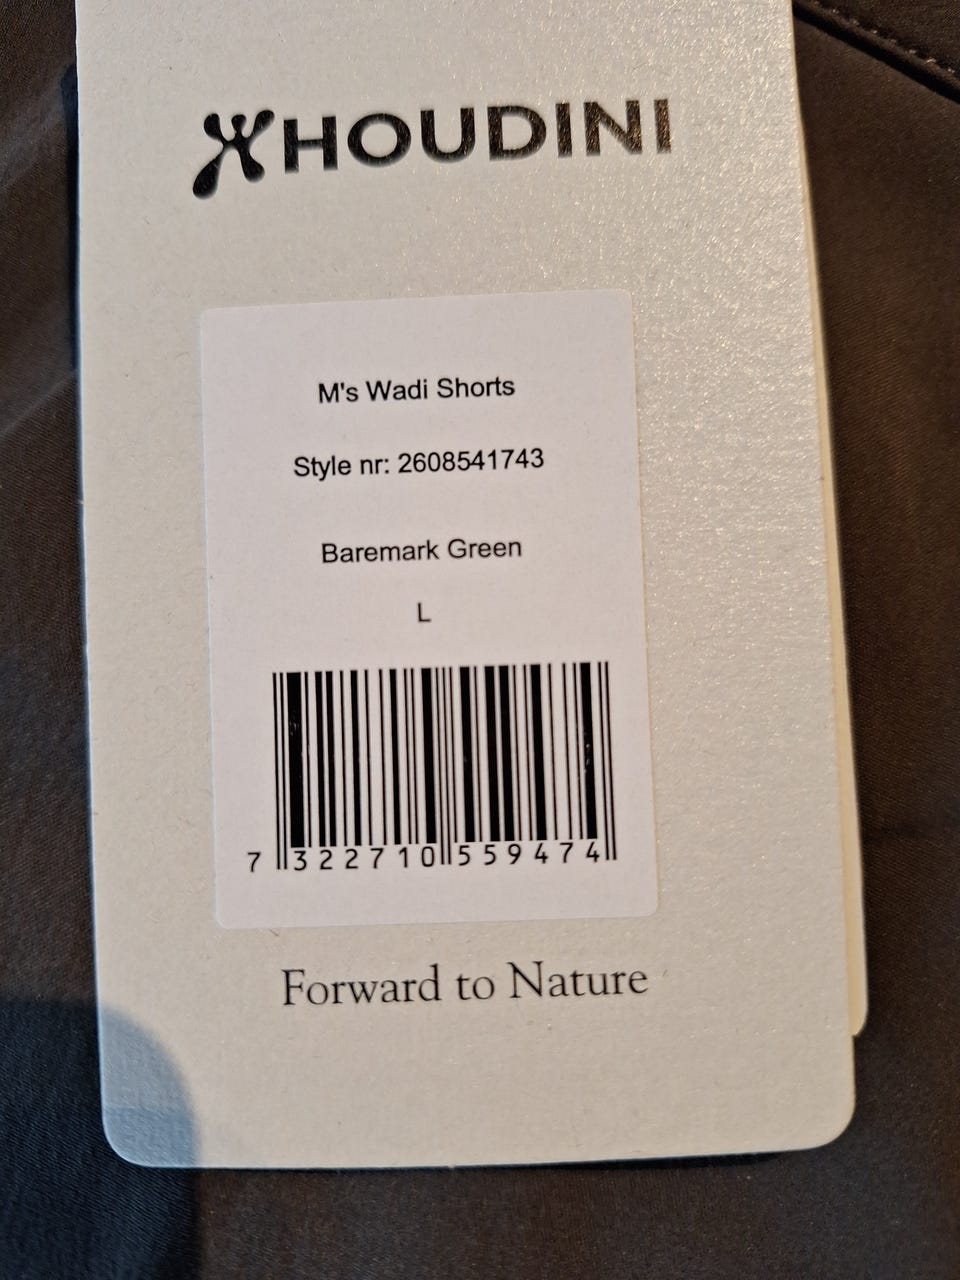 HOUDINI
M's Wadi Shorts
Style nr: 2608541743
Baremark Green
L
7 322710 559474
Forward to Nature